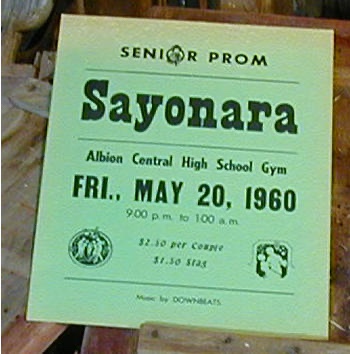 SENIOR PROM
Sayonara
Albion Central High School Gym
FRI., MAY 20, 1960
9:00 p.m. to 1:00 a.m.
$2.50 per Couple
$1.50 Stag
Music by DOWNBEATS